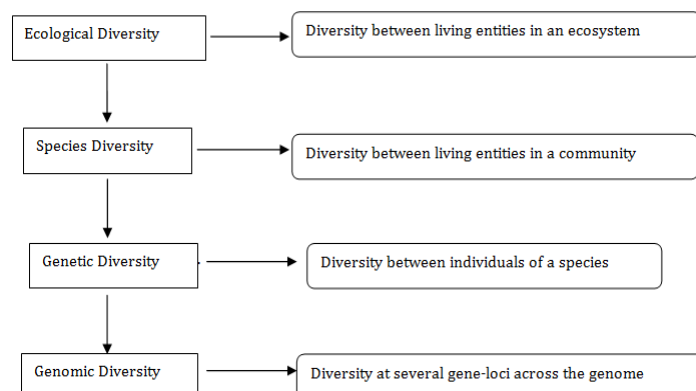 Ecological Diversity
Diversity between living entities in an ecosystem
Species Diversity
Diversity between living entities in a community
Genetic Diversity
Diversity between individuals of a species
Genomic Diversity
Diversity at several gene-loci across the genome